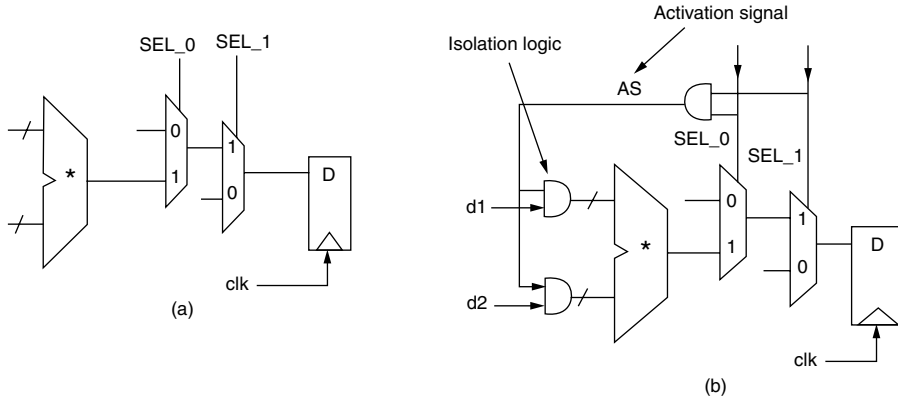 SEL_0
SEL_1
*
0
1
1
0
D
clk
(a)
Activation signal
Isolation logic
AS
SEL_0
SEL_1
d1
d2
*
0
1
1
0
D
clk
(b)